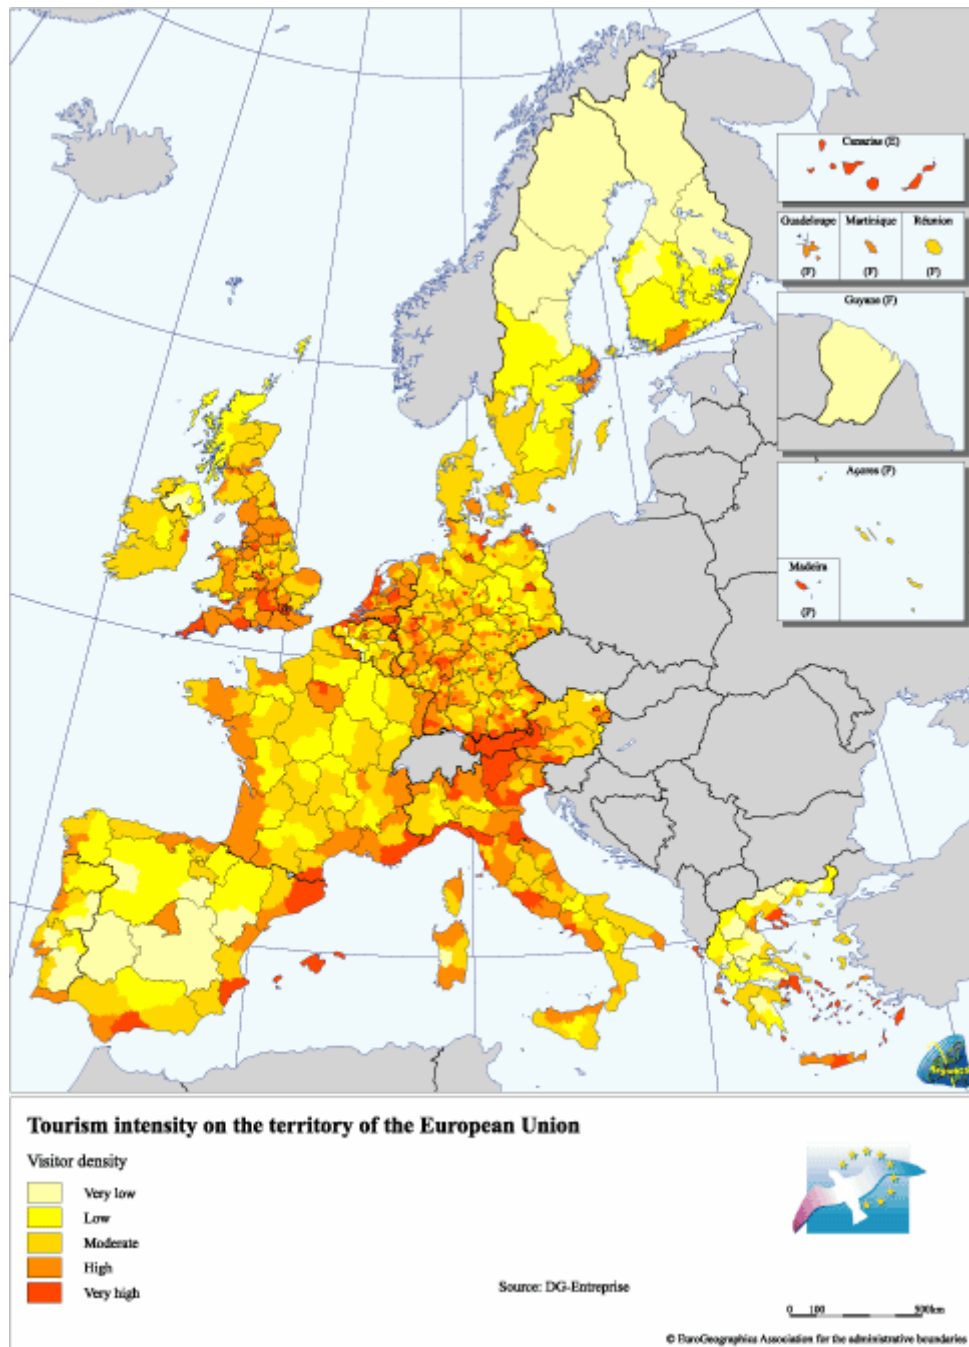 Canarias (E)
Guadeloupe
Martinique
Réunion
(F)
(F)
(F)
Guyane (F)
Açores (P)
Madeira
(P)
Tourism intensity on the territory of the European Union
Visitor density
Very low
Low
Moderate
High
Very high
Source: DG-Entreprise
0 100 500km
© EuroGeographics Association for the administrative boundaries